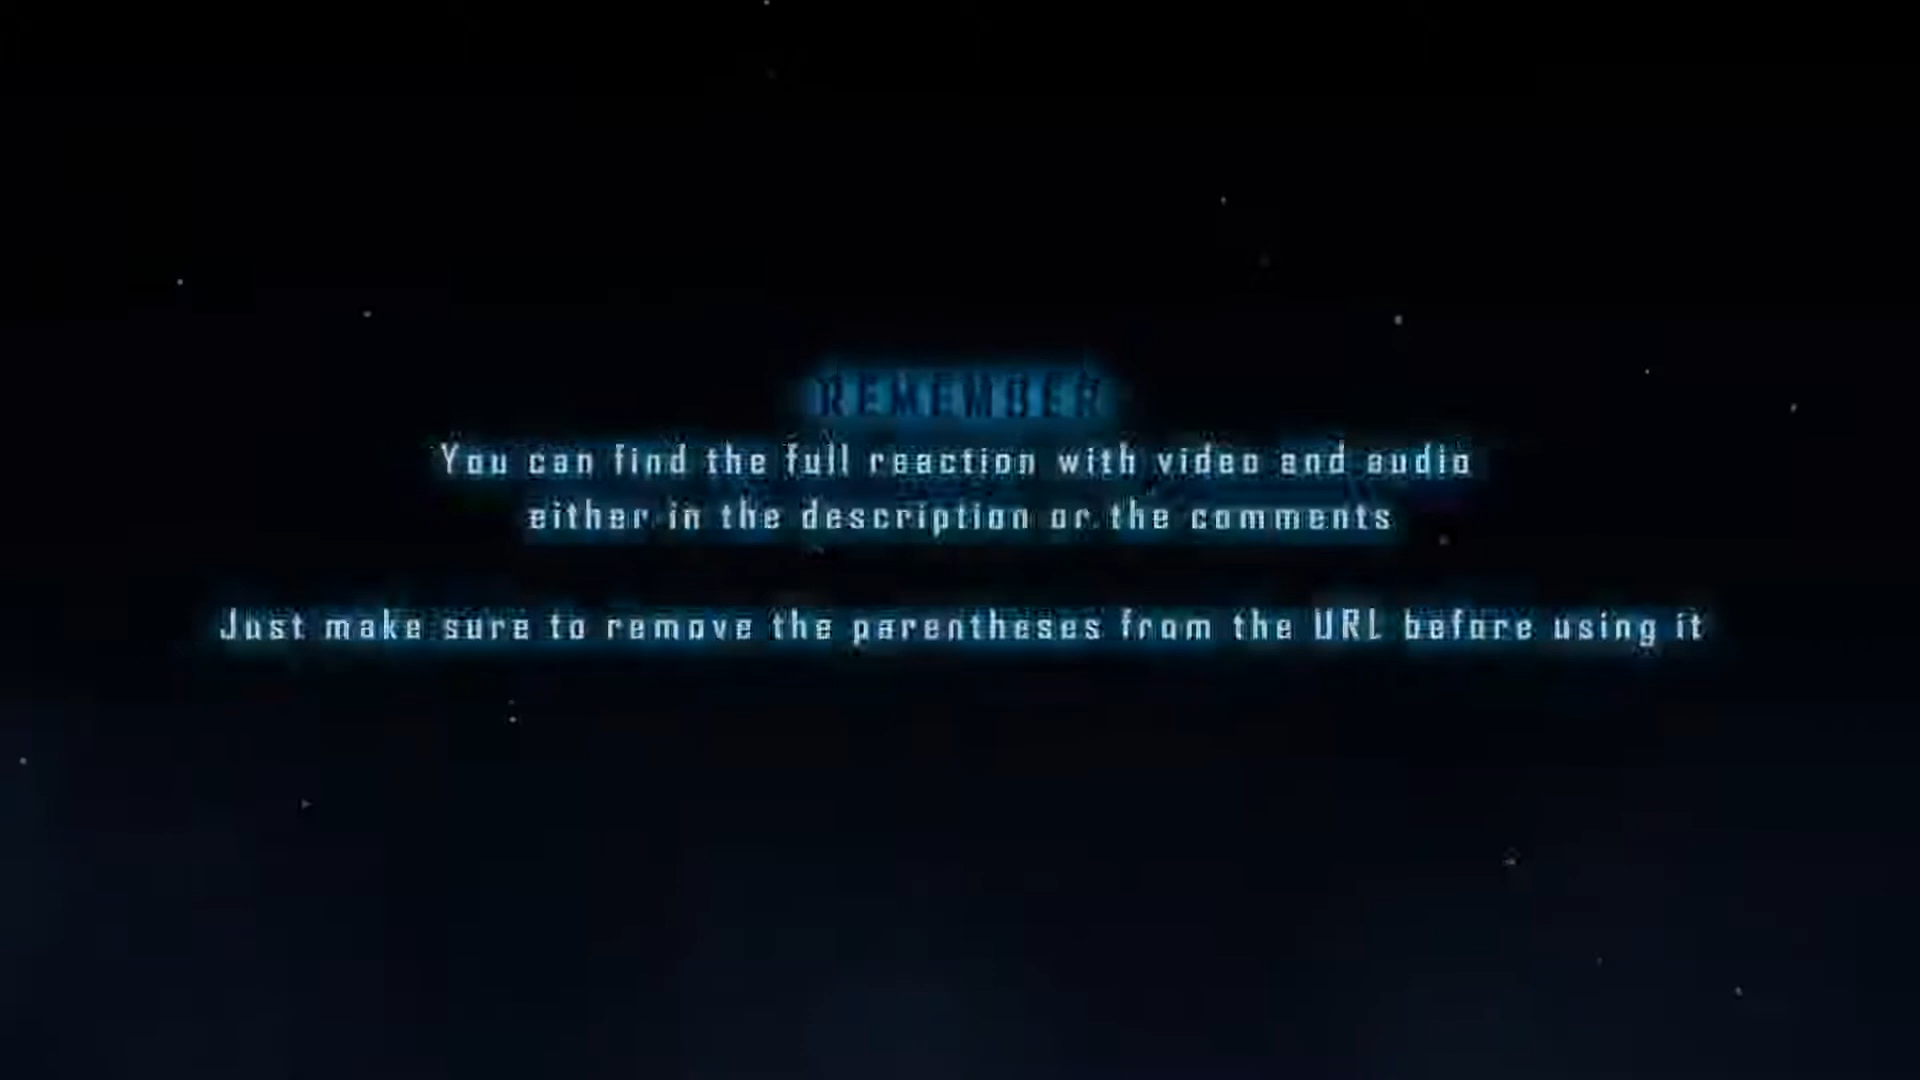 REMEMBER
You can find the full reaction with video and audio
either in the description or the comments
Just make sure to remove the parentheses from the URL before using it